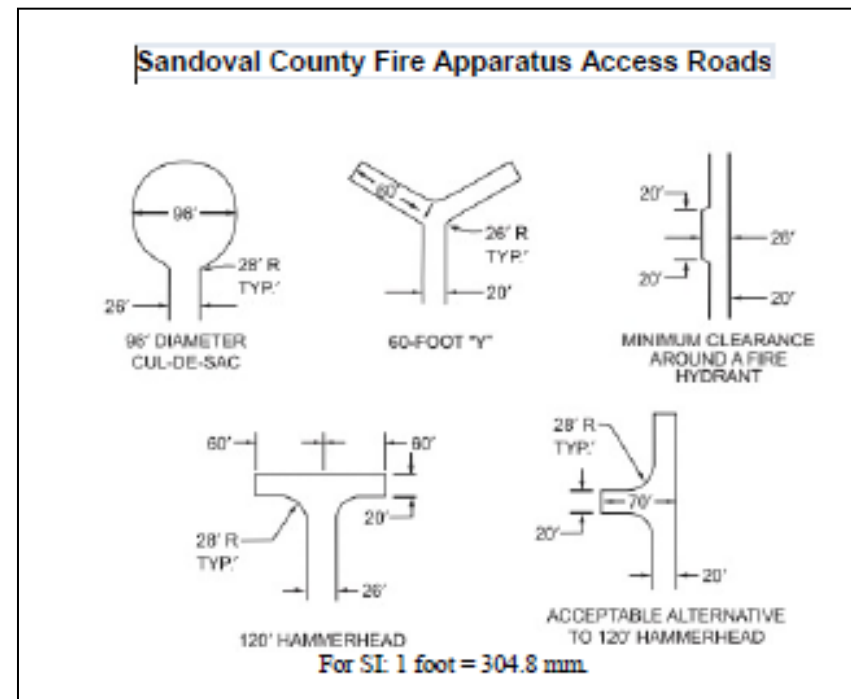 Sandoval County Fire Apparatus Access Roads
96'
28' R
TYP.'
26'
96' DIAMETER
CUL-DE-SAC
60'
26' R
TYP.'
20'
60-FOOT "Y"
20'
26'
20'
20'
MINIMUM CLEARANCE
AROUND A FIRE
HYDRANT
60'
60'
20'
28' R
TYP.'
26'
120' HAMMERHEAD
28' R
TYP.'
70'
20'
20'
ACCEPTABLE ALTERNATIVE
TO 120' HAMMERHEAD
For SI: 1 foot = 304.8 mm.